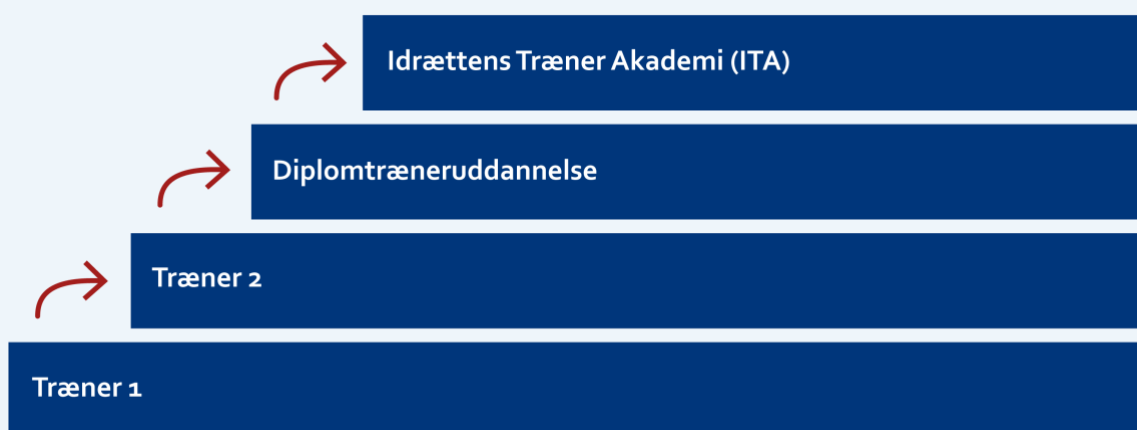 Idrættens Træner Akademi (ITA)
Diplomtræneruddannelse
Træner 2
Træner 1